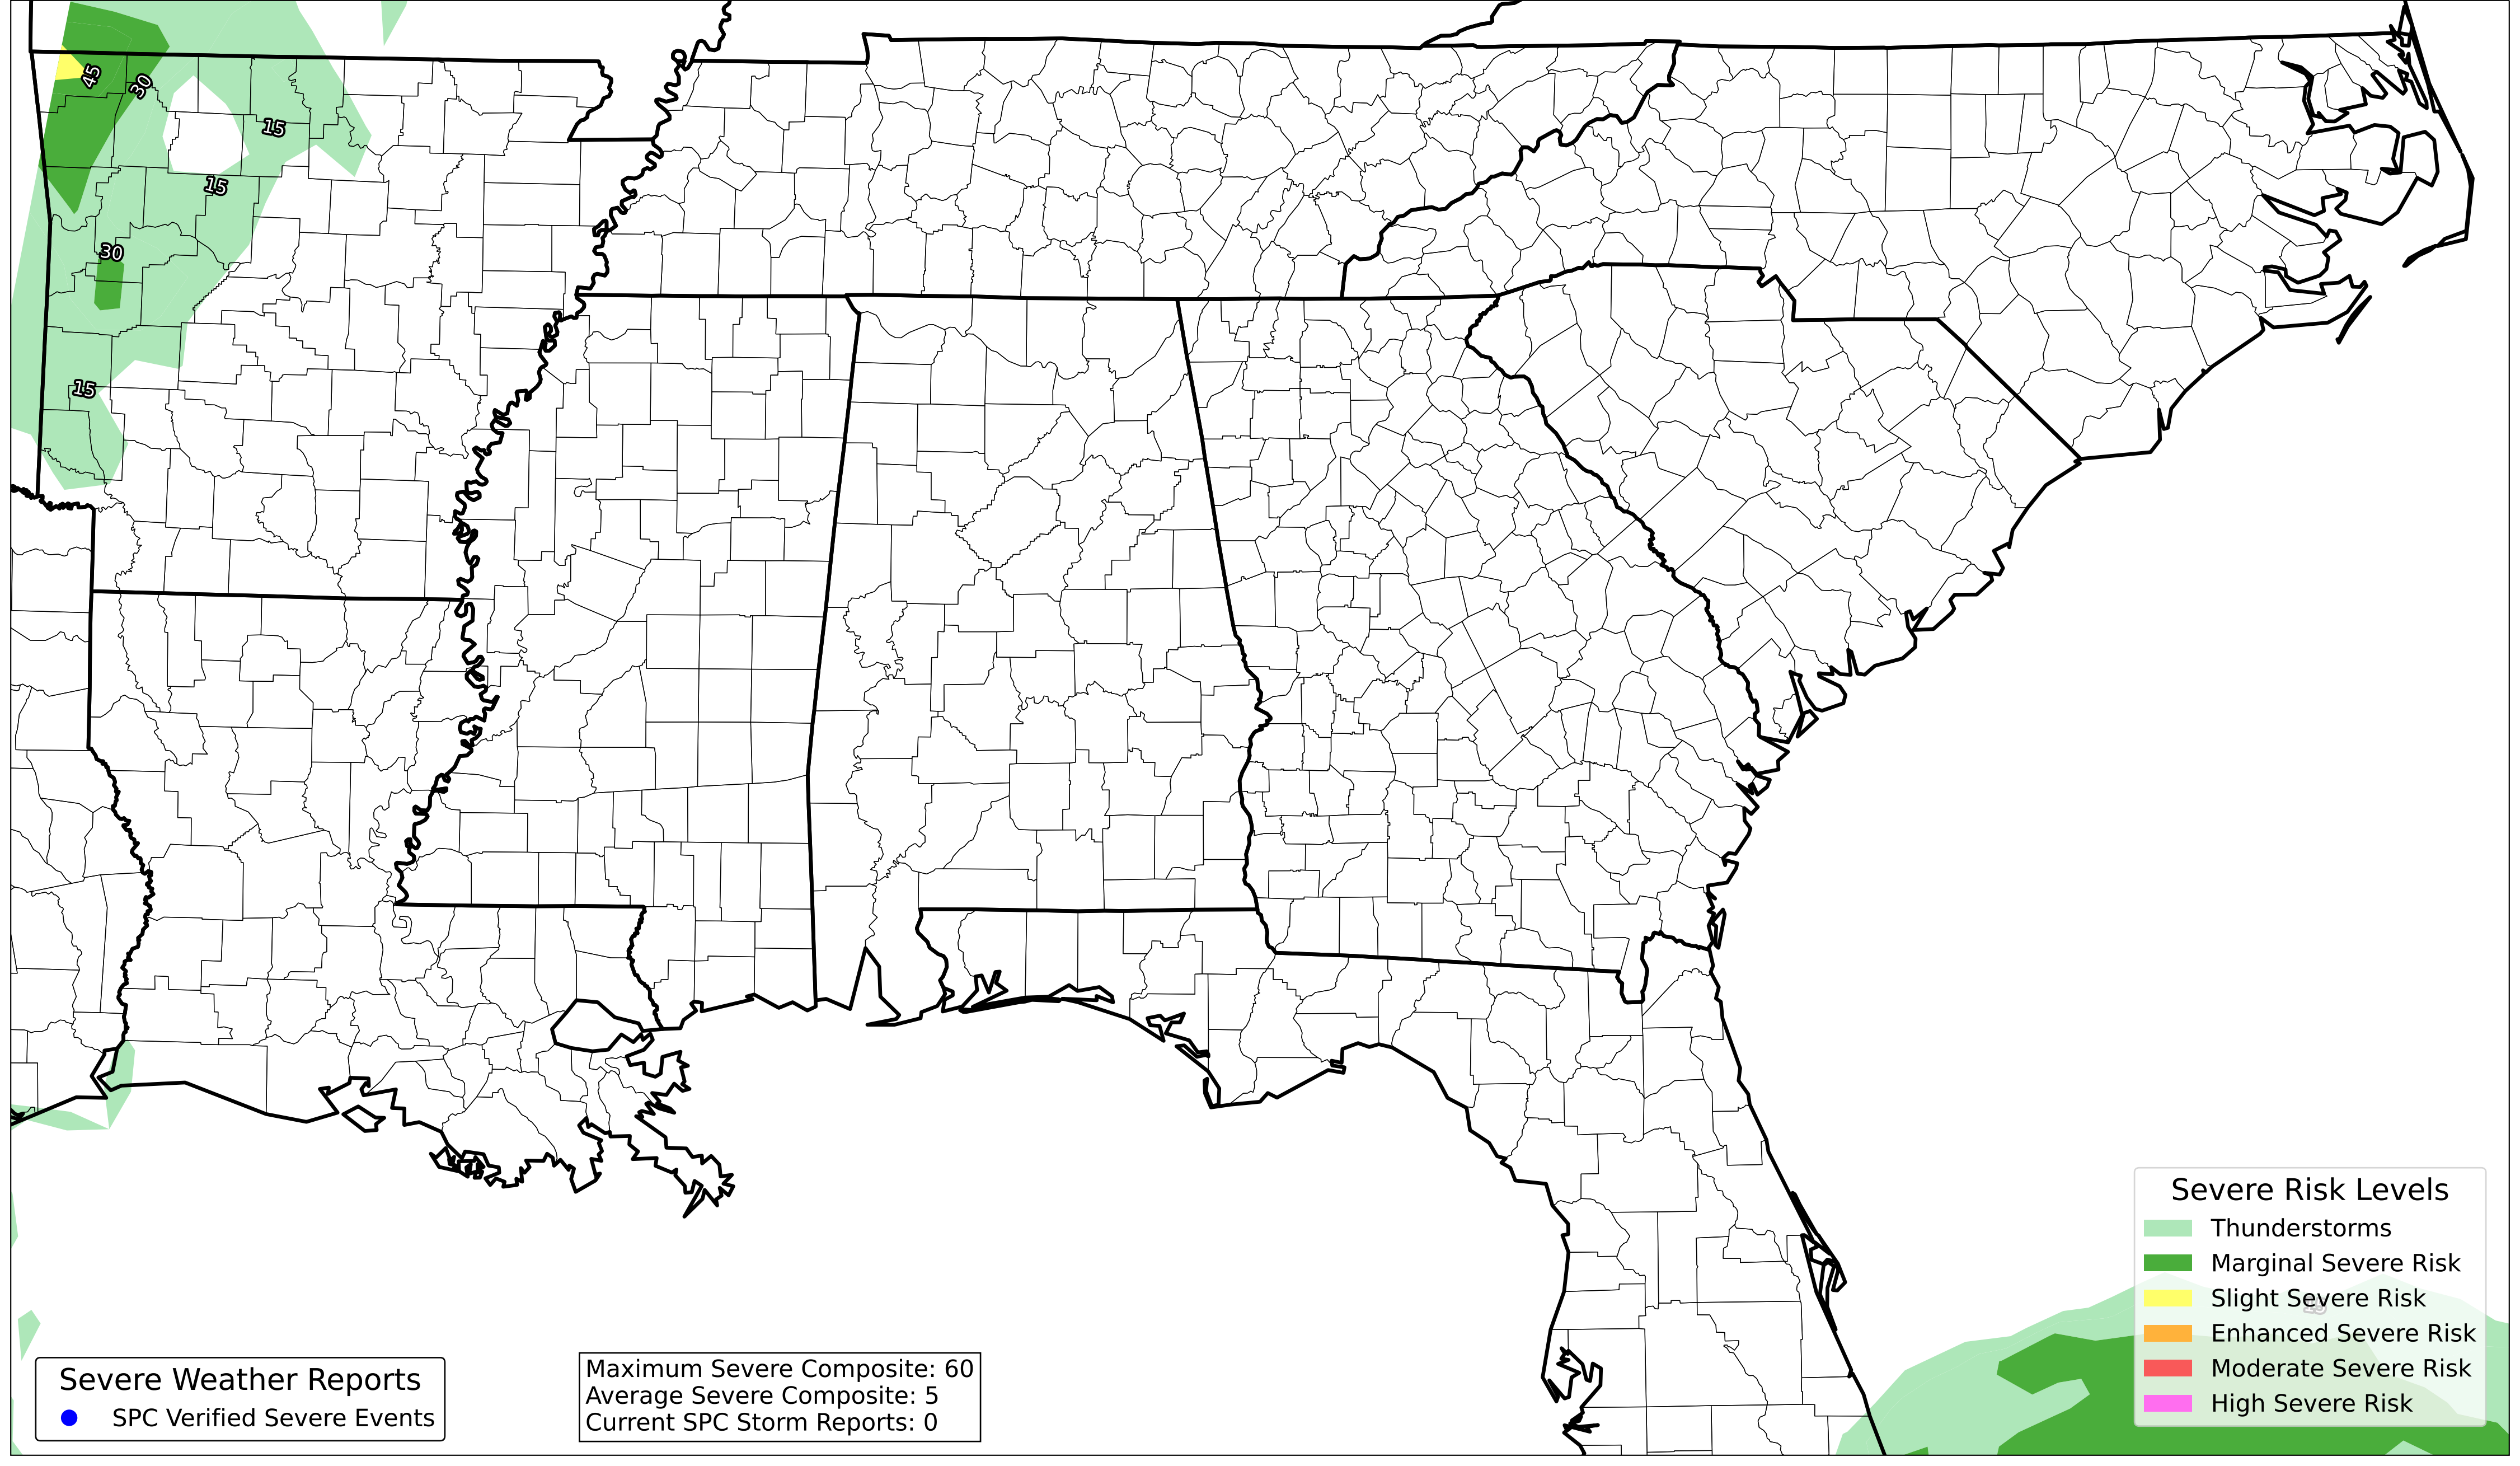 45
30
15
15
30
15
Severe Risk Levels
Thunderstorms
Marginal Severe Risk
Slight Severe Risk
Enhanced Severe Risk
Moderate Severe Risk
High Severe Risk
Severe Weather Reports
SPC Verified Severe Events
Maximum Severe Composite: 60
Average Severe Composite: 5
Current SPC Storm Reports: 0